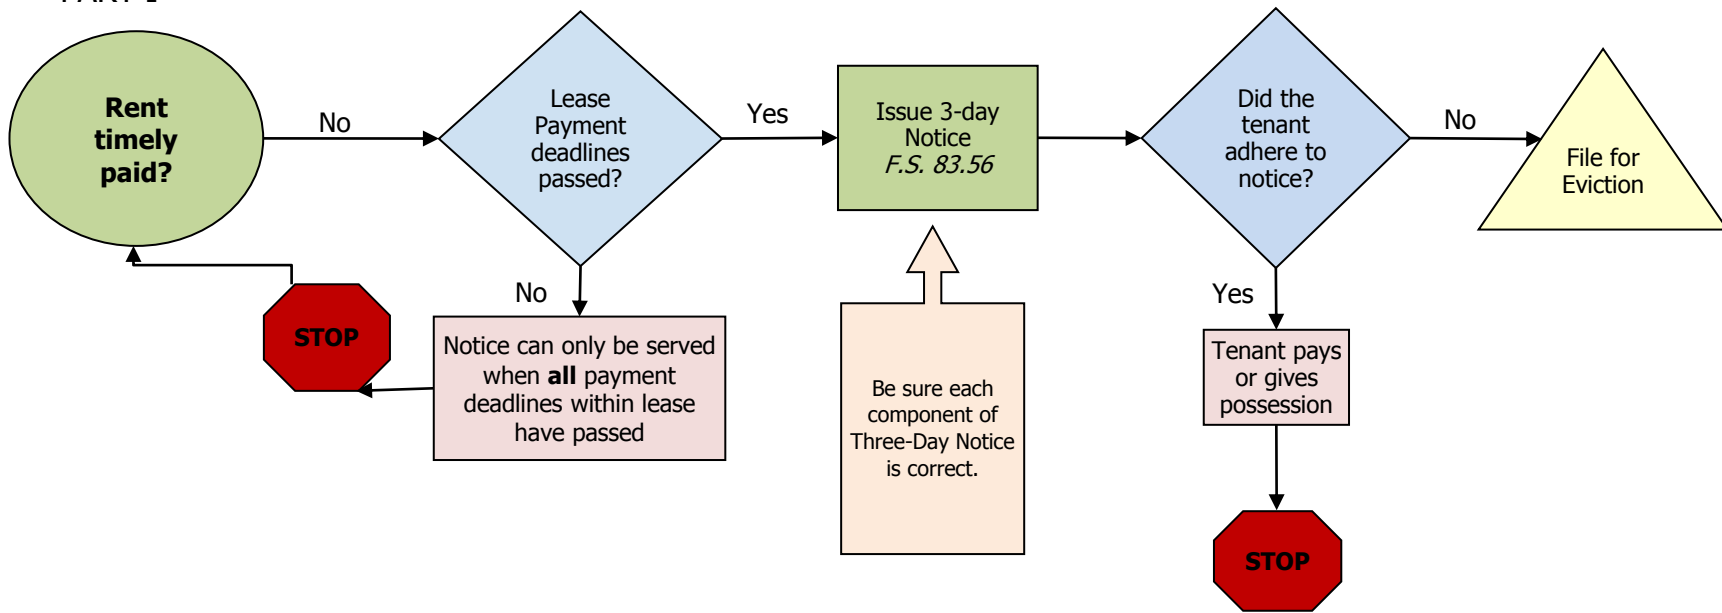 PART I
Rent
timely
paid?
No
Lease
Payment
deadlines
passed?
Yes
Issue 3-day
Notice
F.S. 83.56
Did the
tenant
adhere to
notice?
No
File for
Eviction
No
STOP
Notice can only be served
when all payment
deadlines within lease
have passed
Be sure each
component of
Three-Day Notice
is correct.
Yes
Tenant pays
or gives
possession
STOP